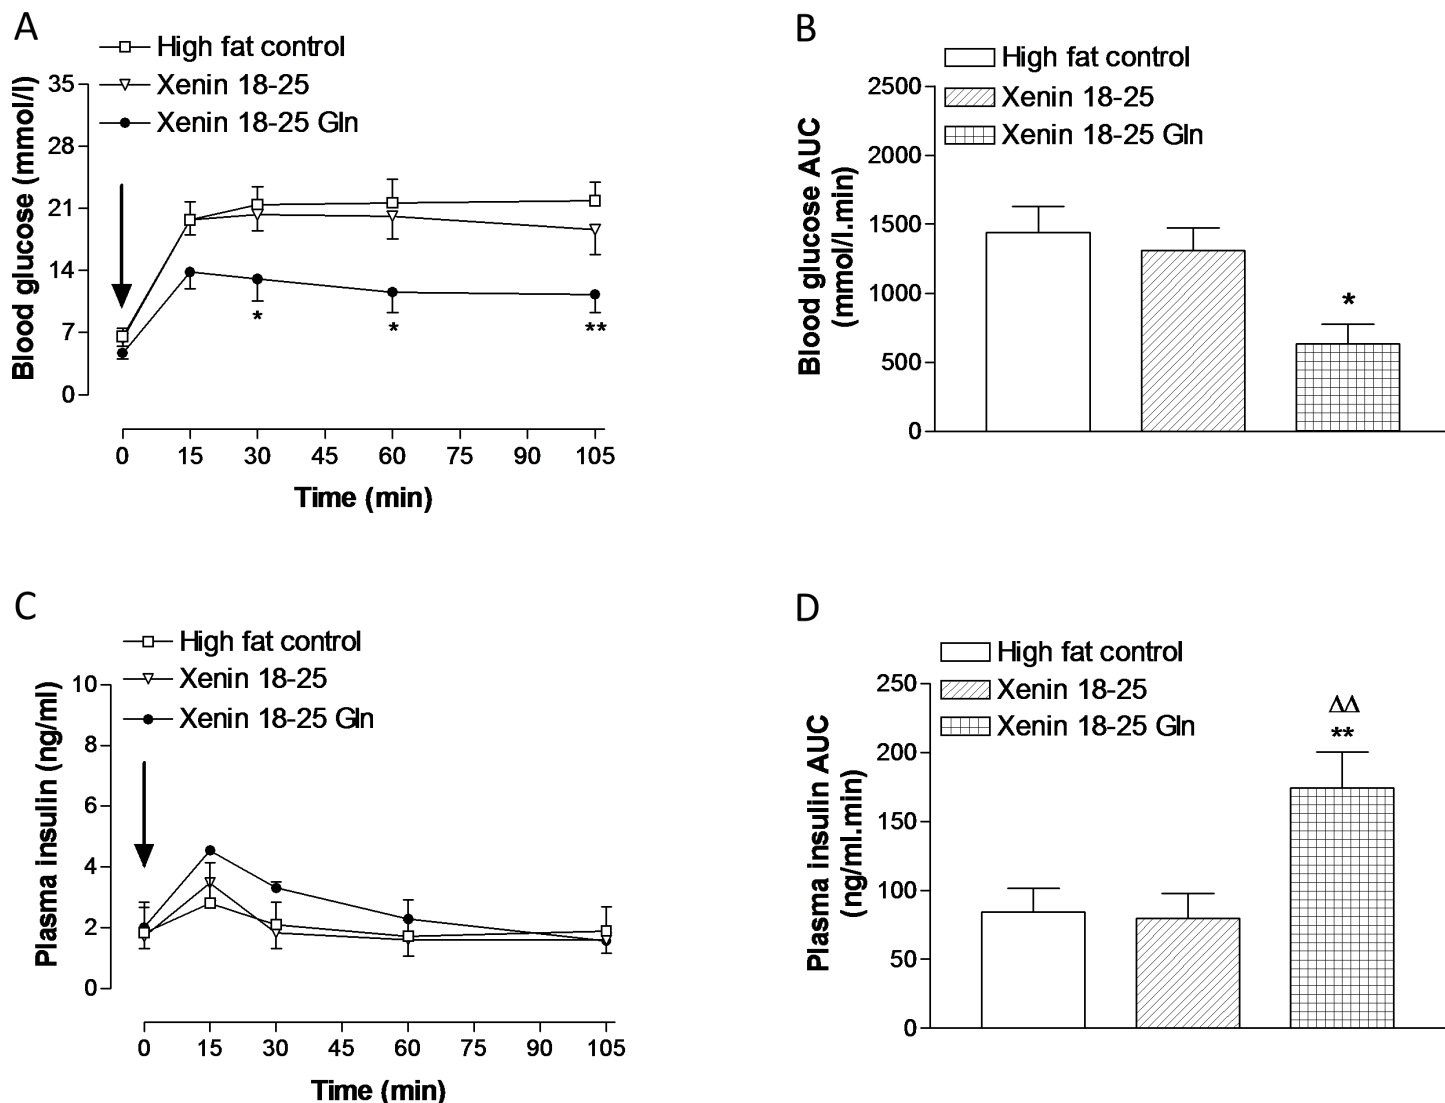 A
High fat control
Xenin 18-25
Xenin 18-25 Gln
Blood glucose (mmol/l)
35
28
21
14
7
0
*
*
**
0 15 30 45 60 75 90 105
Time (min)
B
High fat control
Xenin 18-25
Xenin 18-25 Gln
Blood glucose AUC
(mmol/l.min)
2500
2000
1500
1000
500
0
*
C
High fat control
Xenin 18-25
Xenin 18-25 Gln
Plasma insulin (ng/ml)
10
8
6
4
2
0
0 15 30 45 60 75 90 105
Time (min)
D
High fat control
Xenin 18-25
Xenin 18-25 Gln
Plasma insulin AUC
(ng/ml.min)
250
200
150
100
50
0
ΔΔ
**